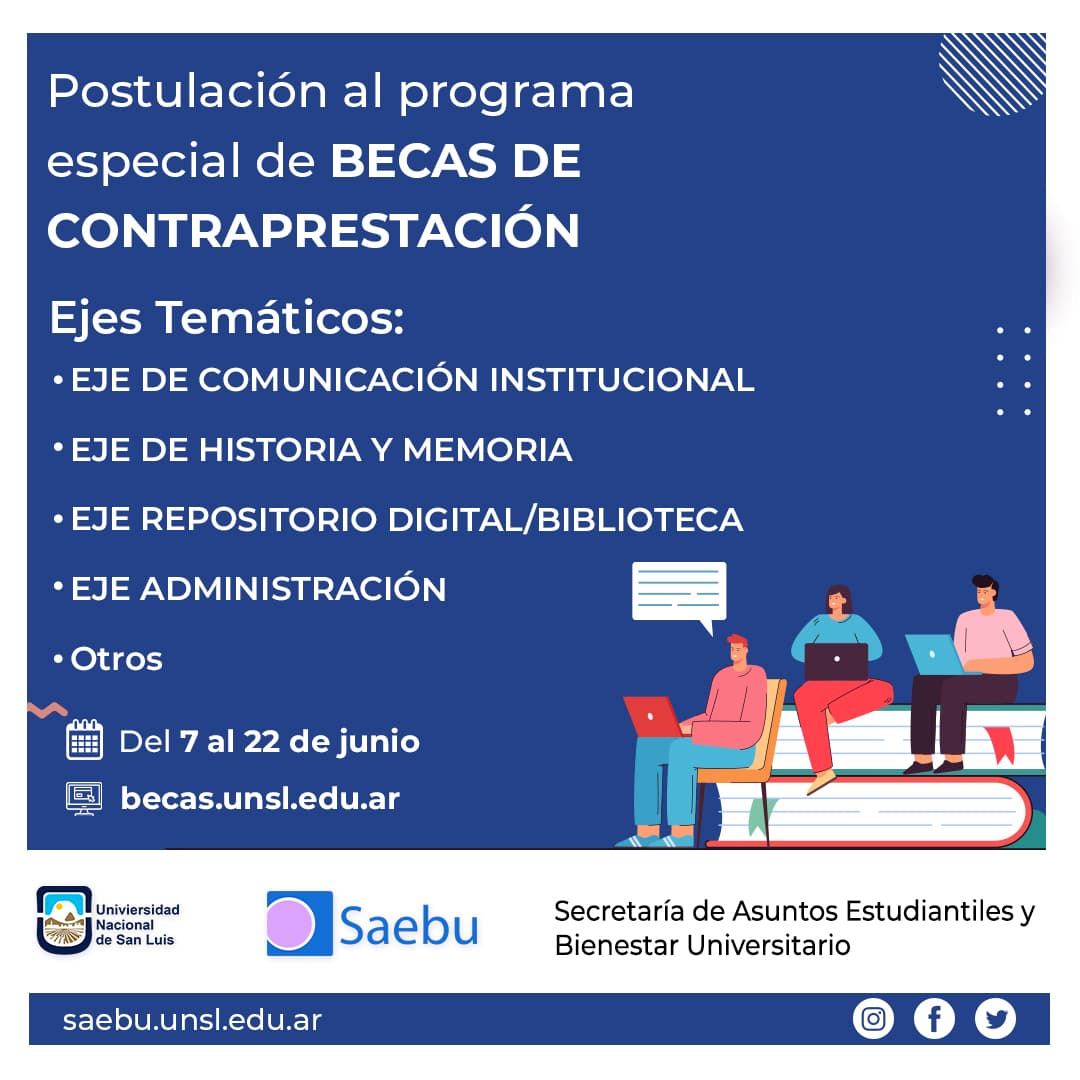 Postulación al programa
especial de BECAS DE
CONTRAPRESTACIÓN
Ejes Temáticos:
• EJE DE COMUNICACIÓN INSTITUCIONAL
• EJE DE HISTORIA Y MEMORIA
• EJE REPOSITORIO DIGITAL/BIBLIOTECA
• EJE ADMINISTRACIÓN
• Otros
Del 7 al 22 de junio
becas.unsl.edu.ar
Univiersidad
Nacional
de San Luis
Saebu
Secretaría de Asuntos Estudiantiles y
Bienestar Universitario
saebu.unsl.edu.ar